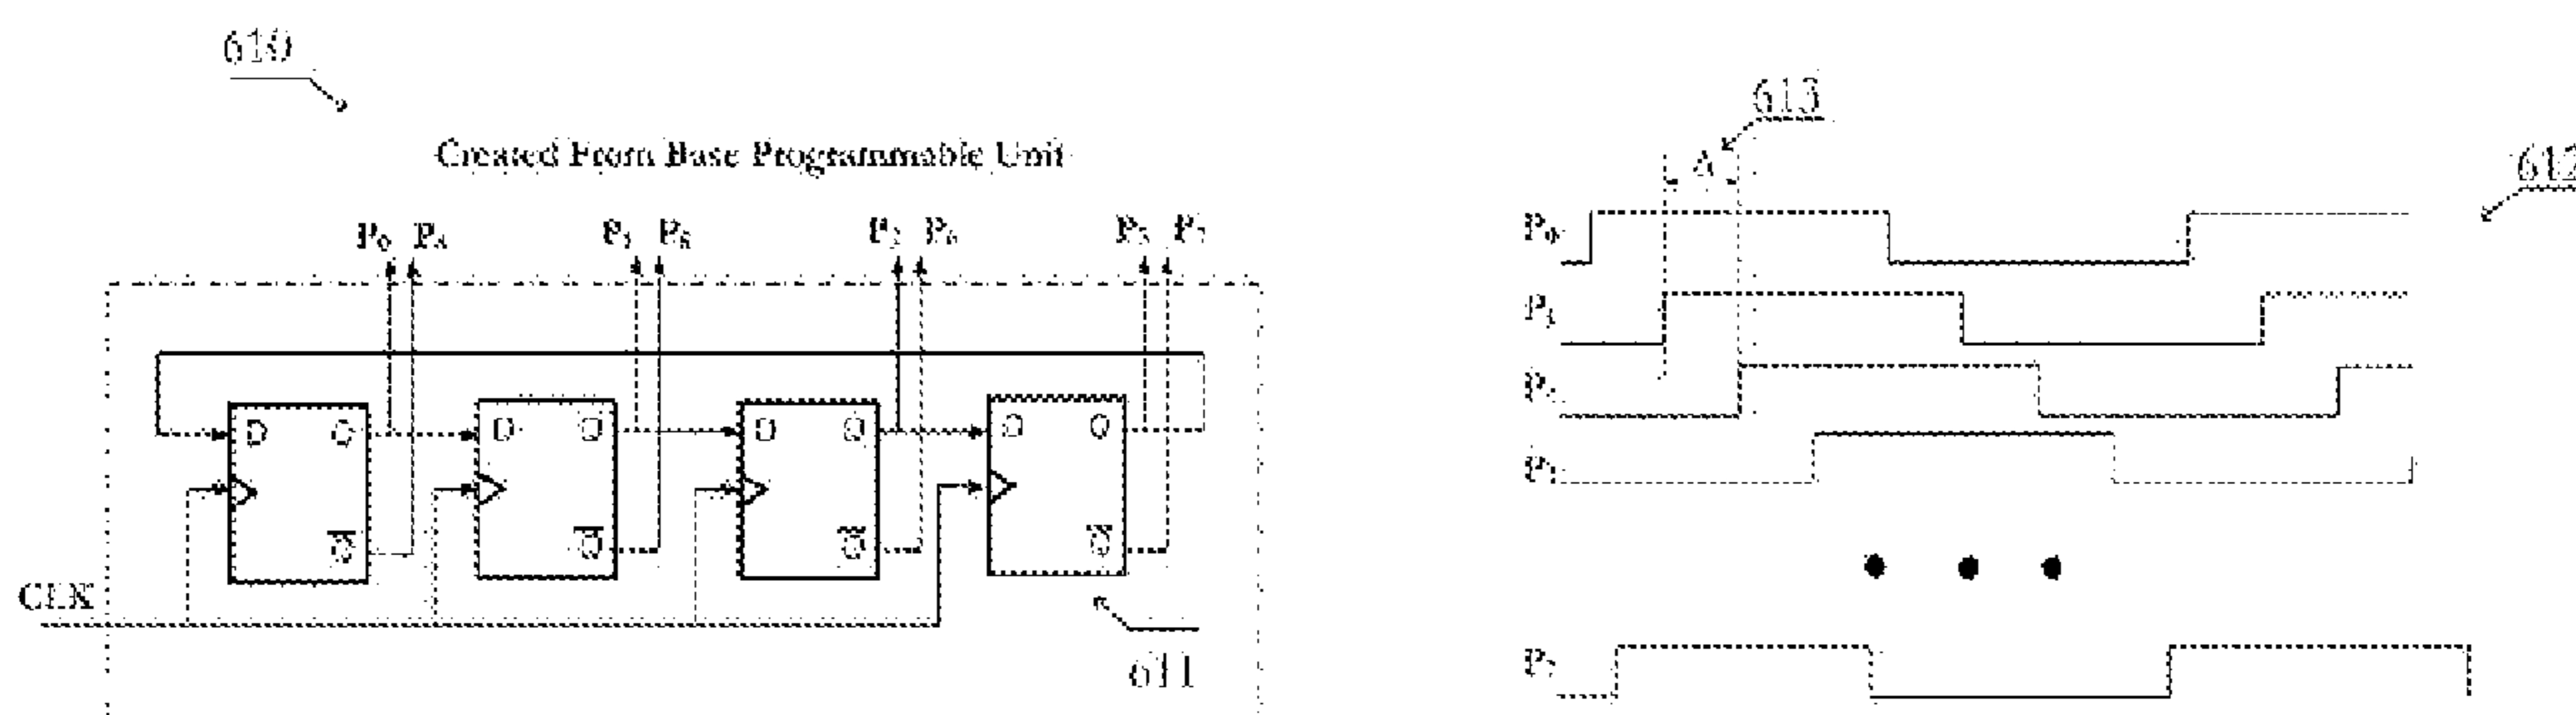 610
Created From Base Programmable Unit
P₀ P₄ P₁ P₂ P₆ P₃ P₇
D Q D Q D Q D Q
Q̅ Q̅ Q̅ Q̅
CLK
611
613
Δ
612
P₀
P₁
P₂
P₃
• • •
P₇